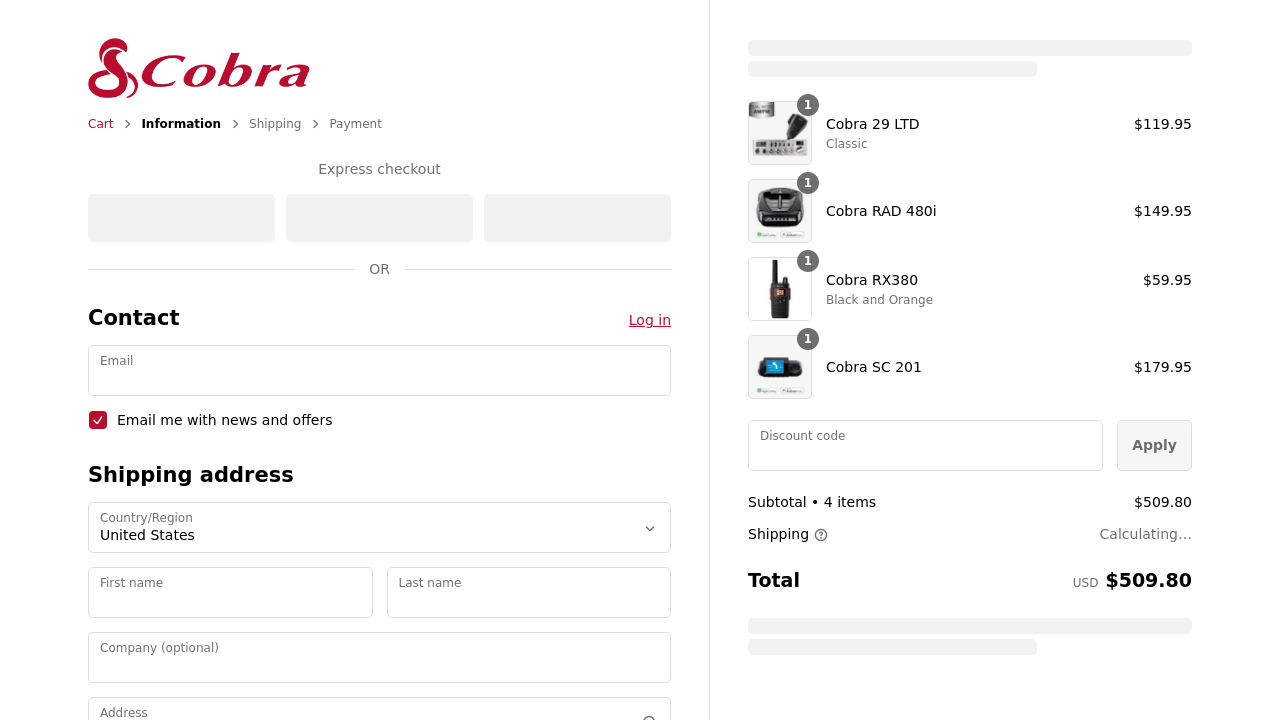 Cobra
Cart > Information > Shipping > Payment
Express checkout
OR
Contact
Log in
Email
Email me with news and offers
Shipping address
Country/Region
United States
First name
Last name
Company (optional)
Address
1
Cobra 29 LTD
$119.95
Classic
1
Cobra RAD 480i
$149.95
1
Cobra RX380
$59.95
Black and Orange
1
Cobra SC 201
$179.95
Discount code
Apply
Subtotal • 4 items
$509.80
Shipping
Calculating...
Total
USD $509.80